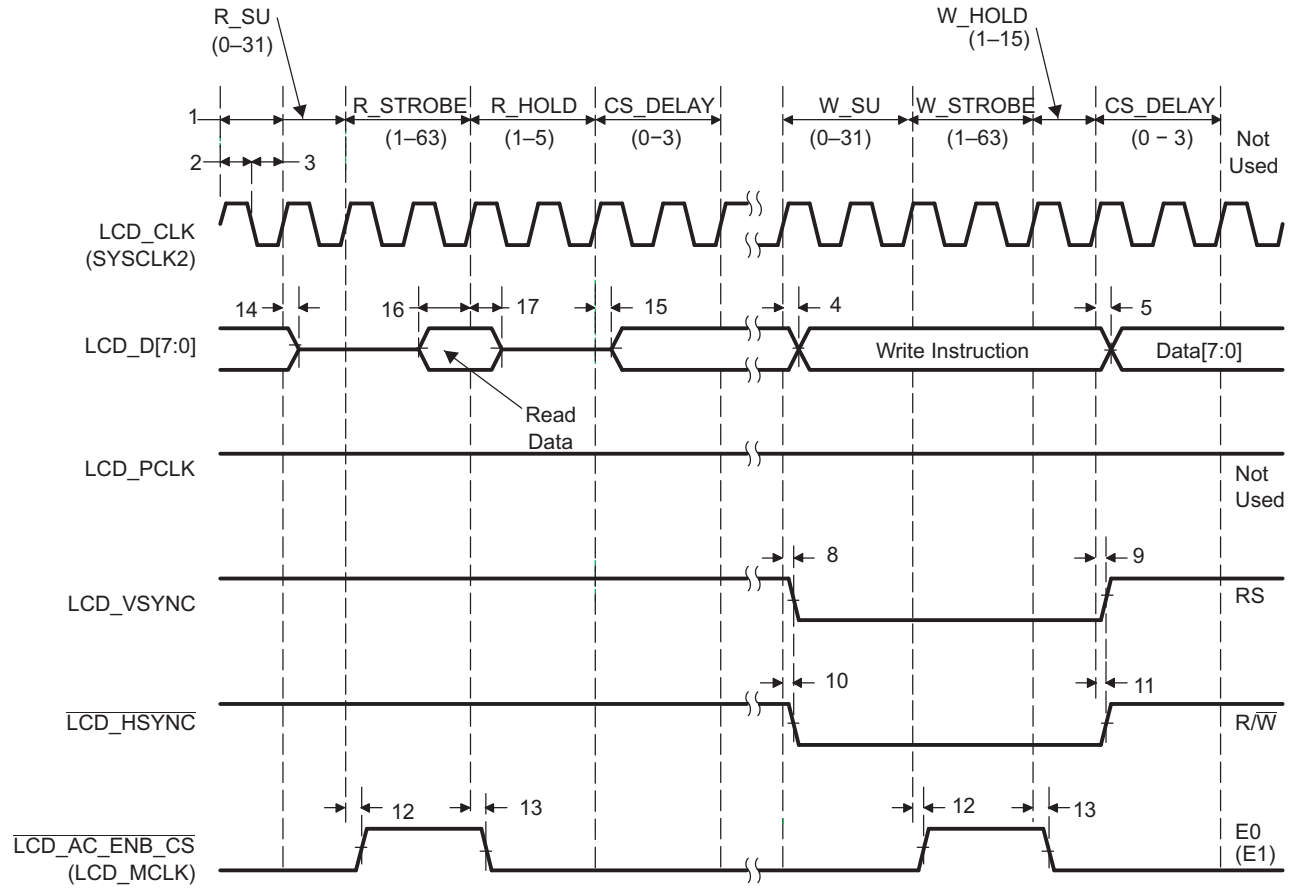 R_SU
(0–31)
W_HOLD
(1–15)
1
R_STROBE
(1–63)
R_HOLD
(1–5)
CS_DELAY
(0–3)
W_SU
(0–31)
W_STROBE
(1–63)
CS_DELAY
(0 – 3)
Not
Used
2
3
LCD_CLK
(SYSCLK2)
14
16
17
15
4
5
LCD_D[7:0]
Write Instruction
Data[7:0]
Read
Data
LCD_PCLK
Not
Used
8
9
LCD_VSYNC
RS
10
11
LCD_HSYNC
R/W
12
13
12
13
LCD_AC_ENB_CS
(LCD_MCLK)
E0
(E1)